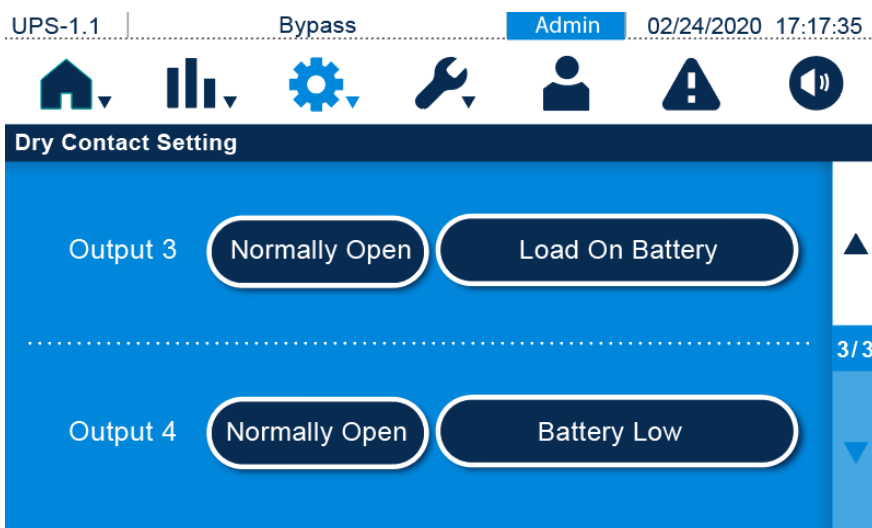 UPS-1.1 Bypass Admin 02/24/2020 17:17:35
Dry Contact Setting
Output 3 Normally Open Load On Battery
3/3
Output 4 Normally Open Battery Low